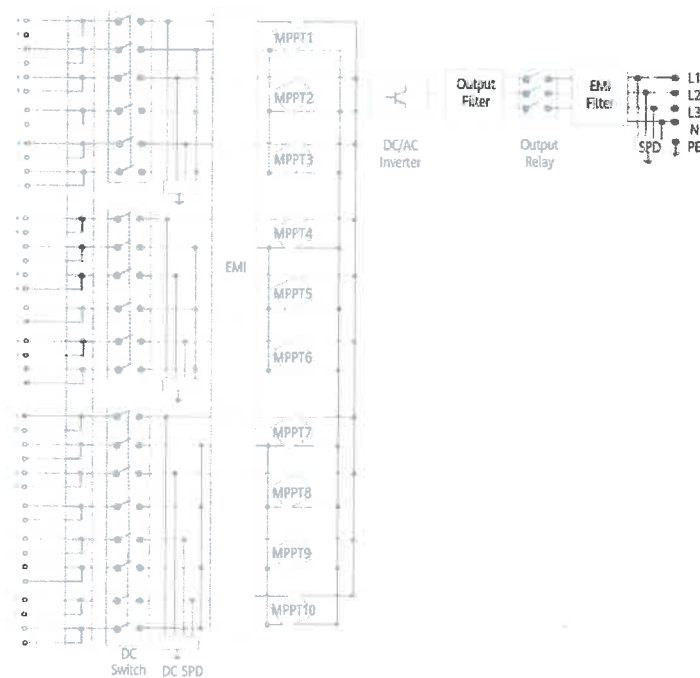 MPPT1
MPPT2
MPPT3
MPPT4
MPPT5
MPPT6
MPPT7
MPPT8
MPPT9
MPPT10
EMI
DC/AC
Inverter
Output
Filter
Output
Relay
EMI
Filter
L1
L2
L3
N
PE
SPD
DC
Switch
DC SPD